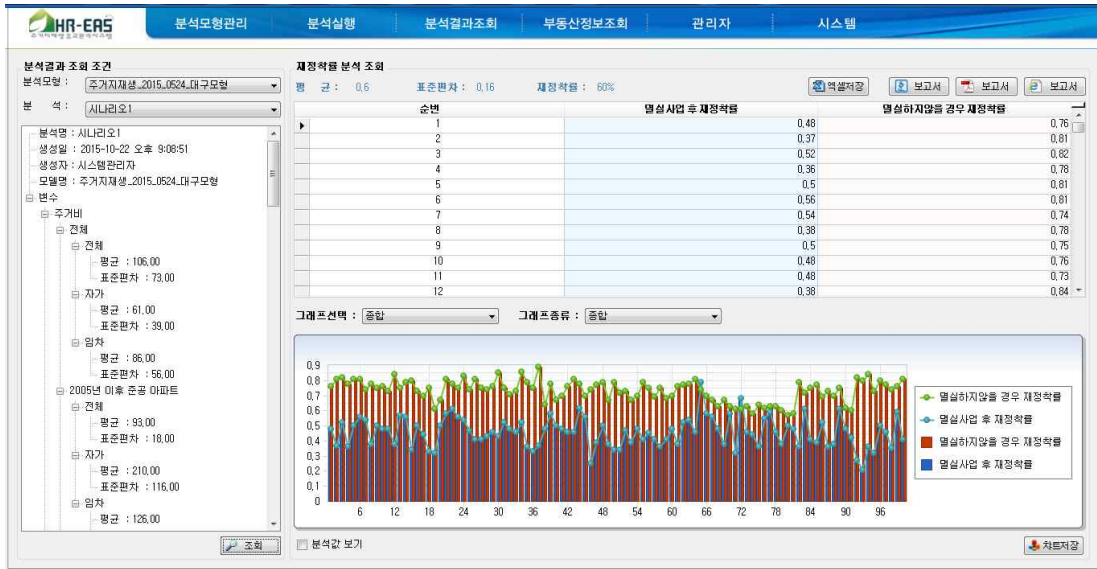 HR-EAS
분석모형관리 분석실행 분석결과조회 부동산정보조회 관리자 시스템
분석결과 조회 조건
분석모형 : 주거지재생_2015_0524_대구모형
분 석 : 시나리오1
분석명 : 시나리오1
생성일 : 2015-10-22 오후 9:08:51
생성자 : 시스템관리자
모델명 : 주거지재생_2015_0524_대구모형
변수
주거비
전체
전체
평균 : 106,00
표준편차 : 73,00
자가
평균 : 61,00
표준편차 : 39,00
임차
평균 : 86,00
표준편차 : 56,00
2005년 이후 준공 아파트
전체
평균 : 93,00
표준편차 : 18,00
자가
평균 : 210,00
표준편차 : 116,00
임차
평균 : 126,00
조회
재정착률 분석 조회
평 균 : 0,6 표준편차 : 0,16 재정착률 : 60%
엑셀저장 보고서 보고서 보고서
순번 멸실사업 후 재정착률 멸실하지않을 경우 재정착률
1 0,48 0,76
2 0,37 0,81
3 0,52 0,82
4 0,36 0,78
5 0,5 0,81
6 0,56 0,81
7 0,54 0,74
8 0,38 0,78
9 0,5 0,75
10 0,48 0,76
11 0,48 0,73
12 0,38 0,84
그래프선택 : 종합 그래프종류 : 종합
0,9
0,8
0,7
0,6
0,5
0,4
0,3
0,2
0,1
0
6 12 18 24 30 36 42 48 54 60 66 72 78 84 90 96
멸실하지않을 경우 재정착률
멸실사업 후 재정착률
멸실하지않을 경우 재정착률
멸실사업 후 재정착률
분석값 보기
차트저장